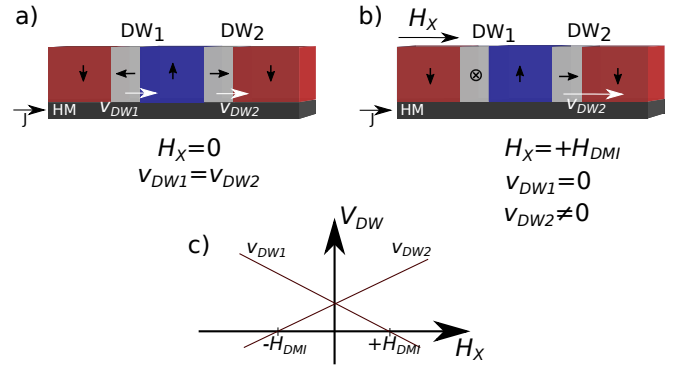 a)
DW1 DW2
vDW1 vDW2
HM
J
HX=0
vDW1=vDW2
b)
HX DW1 DW2
vDW2
J
HX=+HDMI
vDW1=0
vDW2≠0
c)
VDW
vDW1 vDW2
-HDMI +HDMI HX